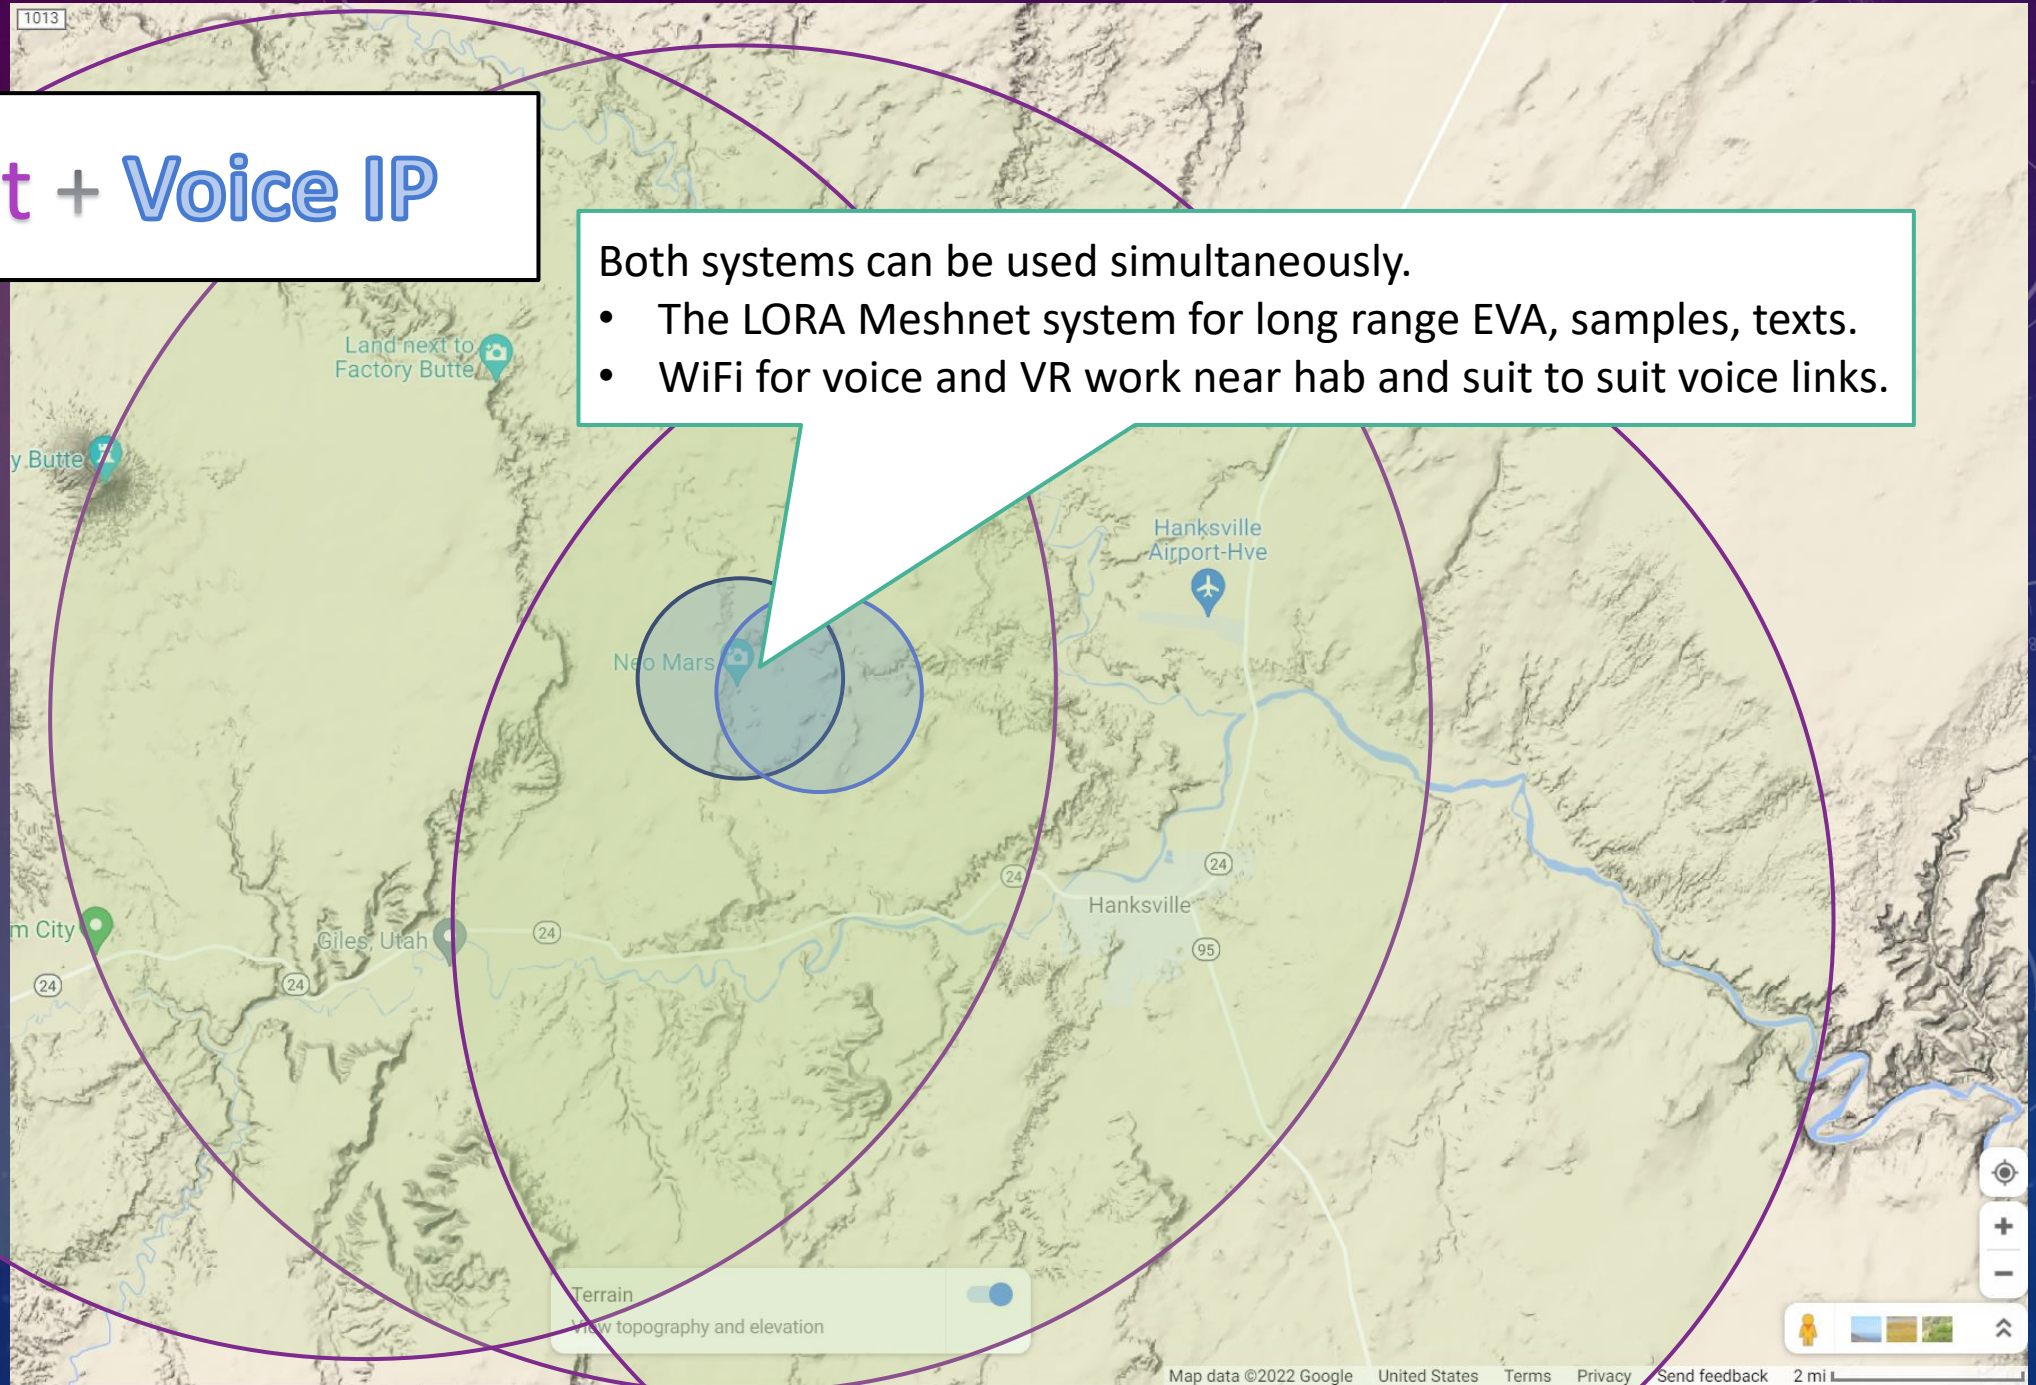 1013
t + Voice IP
Both systems can be used simultaneously.
• The LORA Meshnet system for long range EVA, samples, texts.
• WiFi for voice and VR work near hab and suit to suit voice links.
Land next to
Factory Butte
y Butte
Hanksville
Airport-Hve
Neo Mars
24
24
Hanksville
m City
Giles, Utah
24
95
24
24
Terrain
View topography and elevation
Map data ©2022 Google United States Terms Privacy Send feedback 2 mi